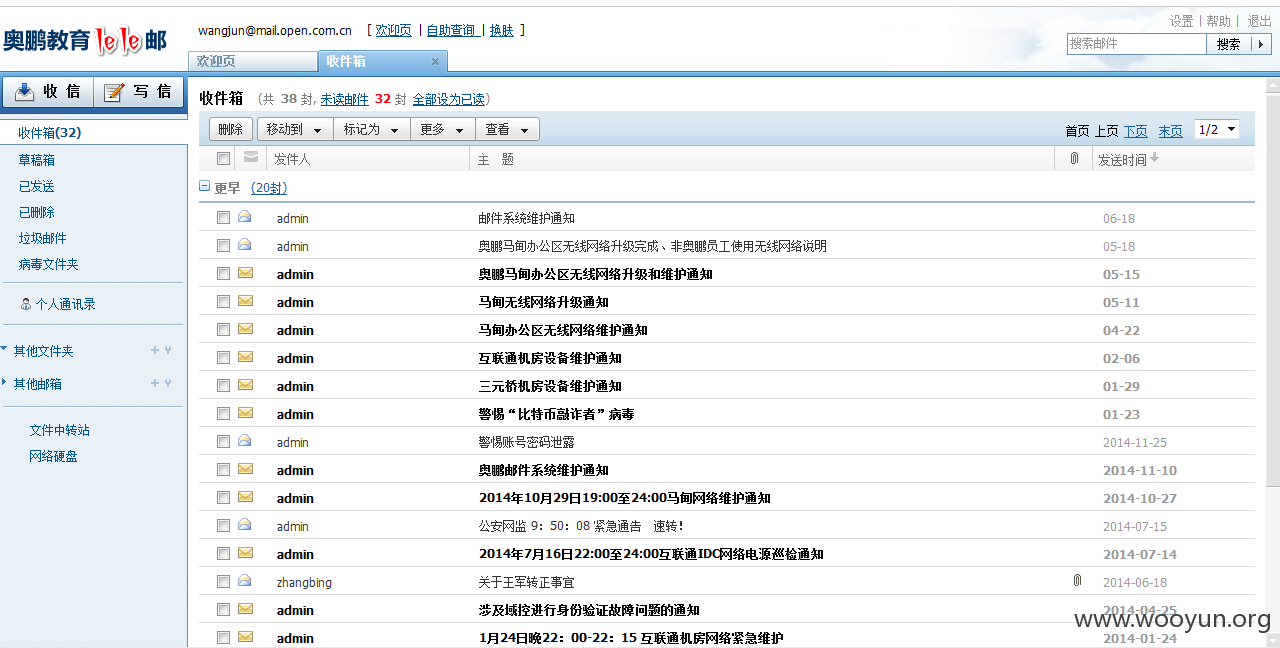 奥鹏教育lele邮
wangjun@mail.open.com.cn [ 欢迎页 | 自助查询 | 换肤 ]
设置 | 帮助 | 退出
搜索邮件 搜索
欢迎页 收件箱 ×
收 信 写 信
收件箱(32)
草稿箱
已发送
已删除
垃圾邮件
病毒文件夹
个人通讯录
其他文件夹
其他邮箱
文件中转站
网络硬盘
收件箱 (共 38 封, 未读邮件 32 封 全部设为已读)
删除 移动到 标记为 更多 查看 首页 上页 下页 末页 1/2
发件人 主 题 发送时间
更早 (20封)
admin 邮件系统维护通知 06-18
admin 奥鹏马甸办公区无线网络升级完成、非奥鹏员工使用无线网络说明 05-18
admin 奥鹏马甸办公区无线网络升级和维护通知 05-15
admin 马甸无线网络升级通知 05-11
admin 马甸办公区无线网络维护通知 04-22
admin 互联通机房设备维护通知 02-06
admin 三元桥机房设备维护通知 01-29
admin 警惕“比特币敲诈者”病毒 01-23
admin 警惕账号密码泄露 2014-11-25
admin 奥鹏邮件系统维护通知 2014-11-10
admin 2014年10月29日19:00至24:00马甸网络维护通知 2014-10-27
admin 公安网监 9：50：08 紧急通告 速转！ 2014-07-15
admin 2014年7月16日22:00至24:00互联通IDC网络电源巡检通知 2014-07-14
zhangbing 关于王军转正事宜 2014-06-18
admin 涉及域控进行身份验证故障问题的通知 2014-04-25
admin 1月24日晚22：00-22：15 互联通机房网络紧急维护 2014-01-24
www.wooyun.org